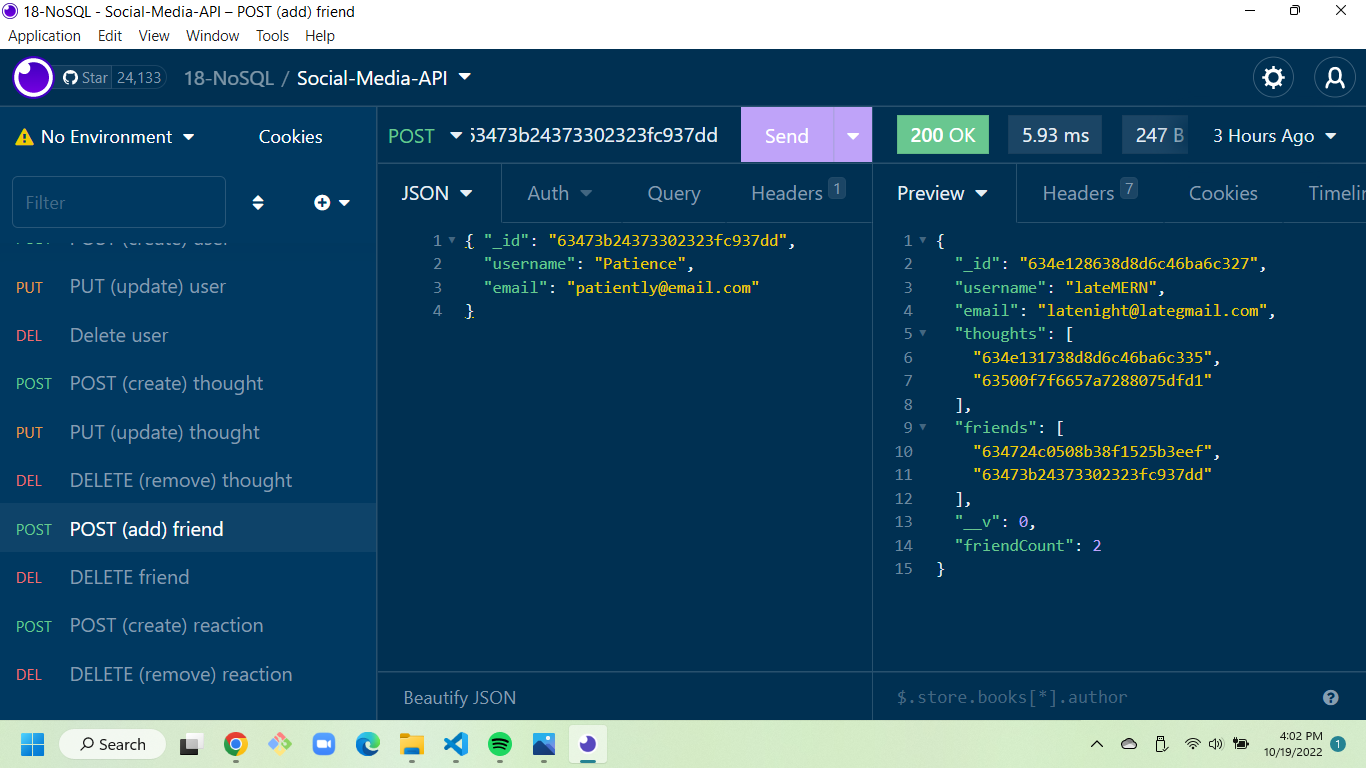 18-NoSQL - Social-Media-API – POST (add) friend
Application Edit View Window Tools Help
Star 24,133 18-NoSQL / Social-Media-API
No Environment Cookies
Filter
POST POST (create) user
PUT PUT (update) user
DEL Delete user
POST POST (create) thought
PUT PUT (update) thought
DEL DELETE (remove) thought
POST POST (add) friend
DEL DELETE friend
POST POST (create) reaction
DEL DELETE (remove) reaction
POST 63473b24373302323fc937dd Send
JSON Auth Query Headers 1
1 { "_id": "63473b24373302323fc937dd",
2 "username": "Patience",
3 "email": "patiently@email.com"
4 }
Beautify JSON
200 OK 5.93 ms 247 B 3 Hours Ago
Preview Headers 7 Cookies Timelin
1 {
2 "_id": "634e128638d8d6c46ba6c327",
3 "username": "lateMERN",
4 "email": "latenight@lategmail.com",
5 "thoughts": [
6 "634e131738d8d6c46ba6c335",
7 "63500f7f6657a7288075dfd1"
8 ],
9 "friends": [
10 "634724c0508b38f1525b3eef",
11 "63473b24373302323fc937dd"
12 ],
13 "__v": 0,
14 "friendCount": 2
15 }
$.store.books[*].author
Search
4:02 PM
10/19/2022 1